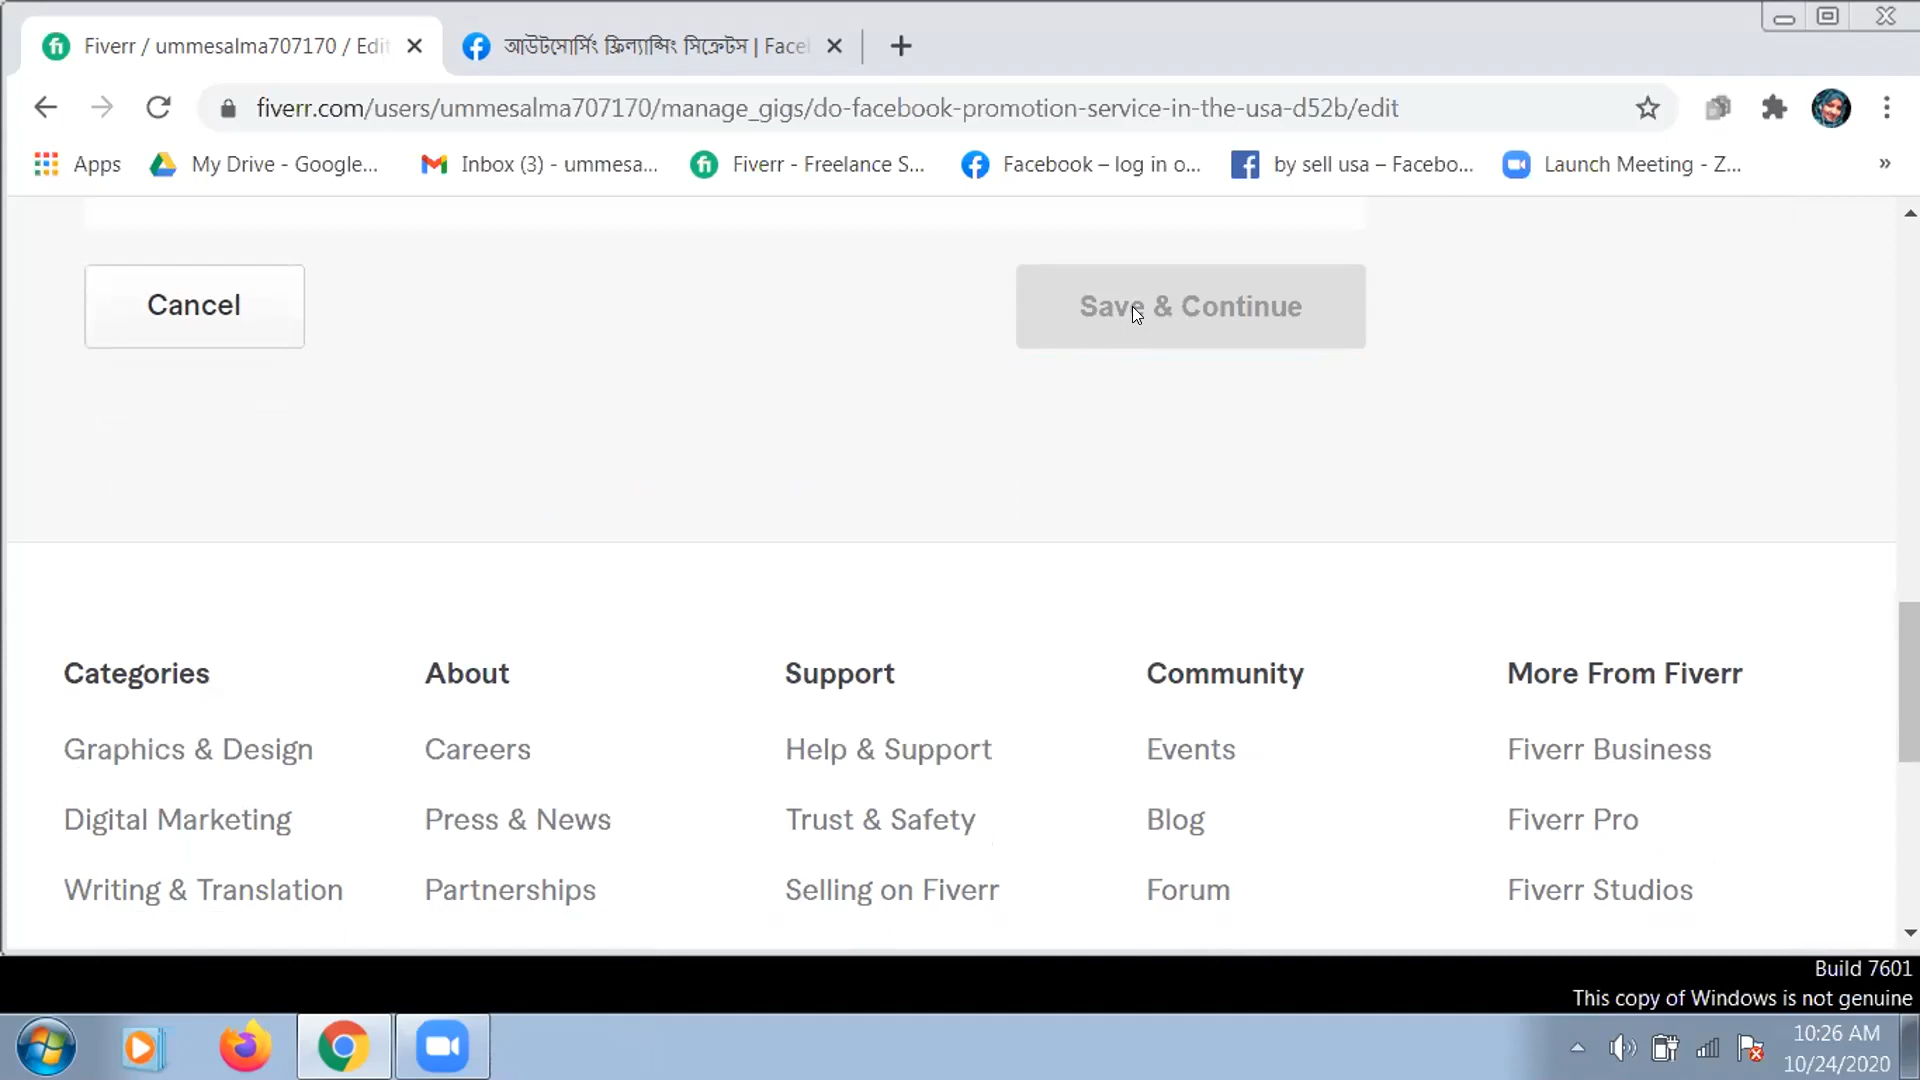 Fiverr / ummesalma707170 / Edi
আউটসোর্সিং ফ্রিল্যান্সিং সিক্রেটস | Facel
fiverr.com/users/ummesalma707170/manage_gigs/do-facebook-promotion-service-in-the-usa-d52b/edit
Apps My Drive - Google... Inbox (3) - ummesa... Fiverr - Freelance S... Facebook – log in o... by sell usa – Facebo... Launch Meeting - Z... »
Cancel Save & Continue
Categories About Support Community More From Fiverr
Graphics & Design Careers Help & Support Events Fiverr Business
Digital Marketing Press & News Trust & Safety Blog Fiverr Pro
Writing & Translation Partnerships Selling on Fiverr Forum Fiverr Studios
Build 7601
This copy of Windows is not genuine
10:26 AM
10/24/2020